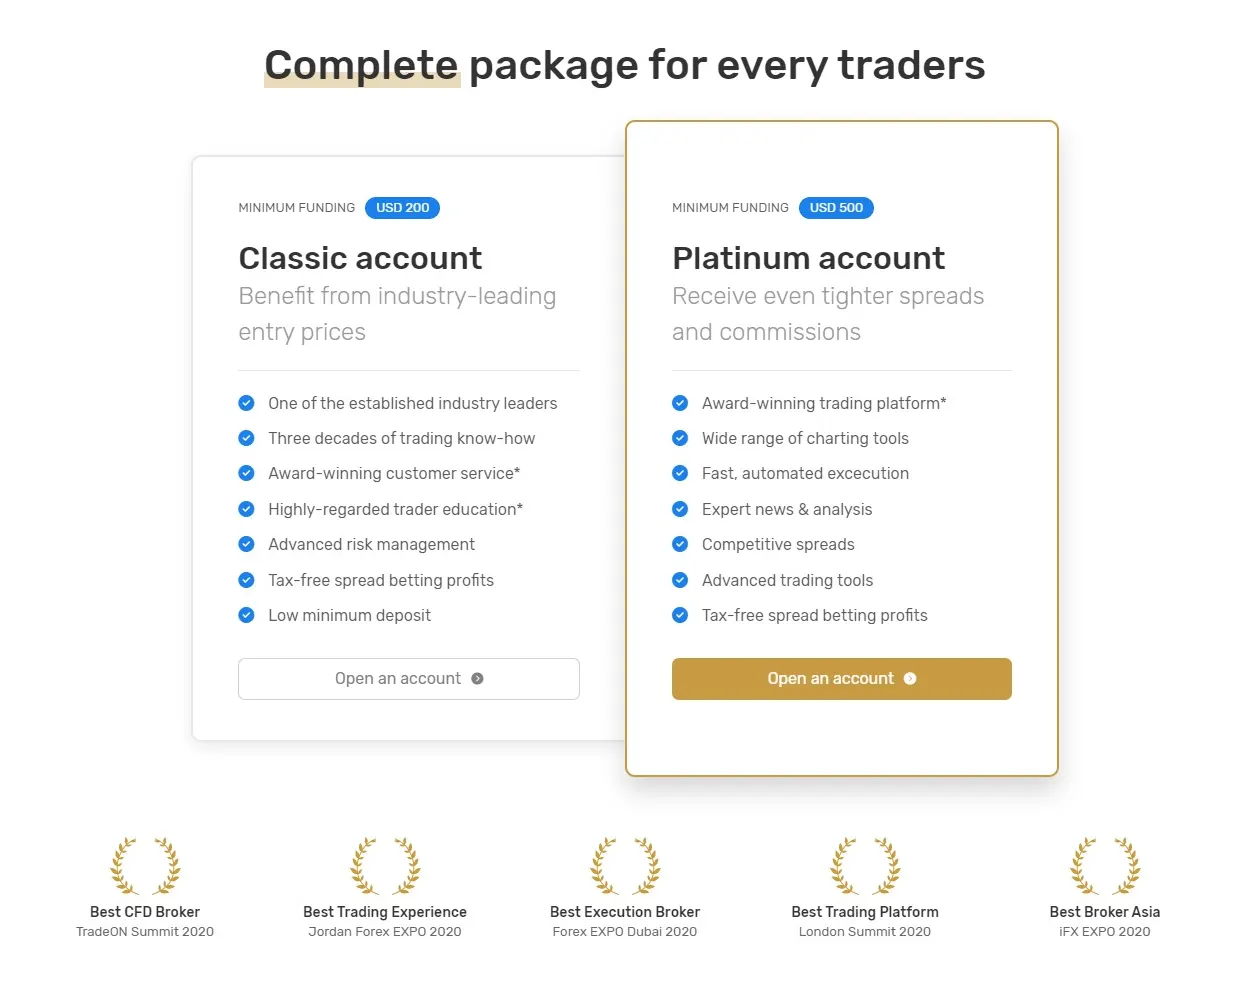 Complete package for every traders
MINIMUM FUNDING USD 200
Classic account
Benefit from industry-leading
entry prices
One of the established industry leaders
Three decades of trading know-how
Award-winning customer service*
Highly-regarded trader education*
Advanced risk management
Tax-free spread betting profits
Low minimum deposit
Open an account
MINIMUM FUNDING USD 500
Platinum account
Receive even tighter spreads
and commissions
Award-winning trading platform*
Wide range of charting tools
Fast, automated excecution
Expert news & analysis
Competitive spreads
Advanced trading tools
Tax-free spread betting profits
Open an account
Best CFD Broker
TradeON Summit 2020
Best Trading Experience
Jordan Forex EXPO 2020
Best Execution Broker
Forex EXPO Dubai 2020
Best Trading Platform
London Summit 2020
Best Broker Asia
iFX EXPO 2020